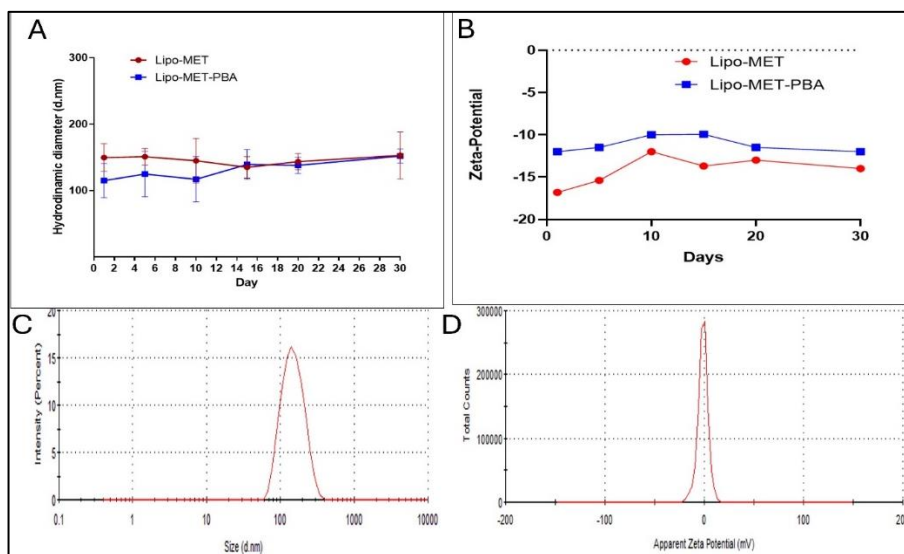 A
Lipo-MET
Lipo-MET-PBA
Hydrodinamic diameter (d.nm)
300
200
100
0 2 4 6 8 10 12 14 16 18 20 22 24 26 28 30
Day
B
Lipo-MET
Lipo-MET-PBA
Zeta-Potential
0
-5
-10
-15
-20
0 10 20 30
Days
C
Intensity (Percent)
20
15
10
5
0
0.1 1 10 100 1000 10000
Size (d.nm)
D
Total Counts
300000
200000
100000
0
-200 -100 0 100 200
Apparent Zeta Potential (mV)